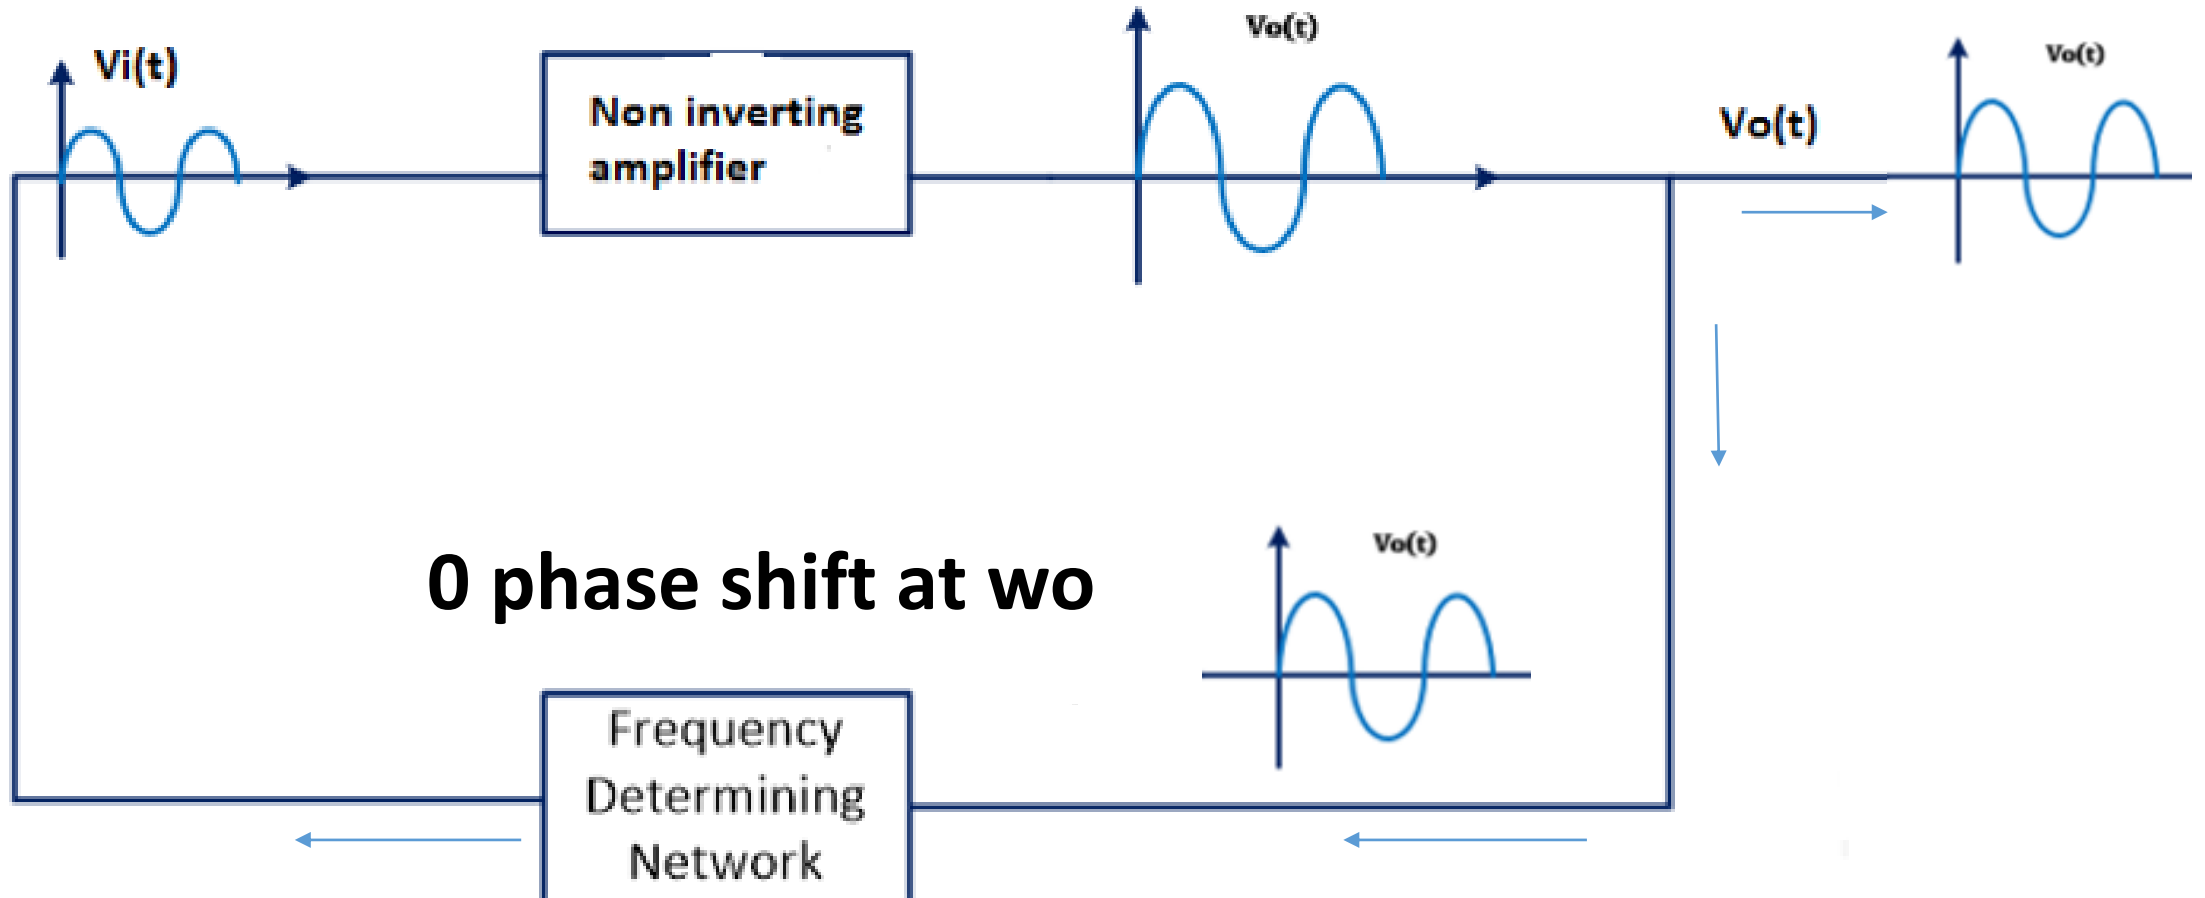 Vi(t)
Non inverting
amplifier
Vo(t)
Vo(t)
Vo(t)
0 phase shift at wo
Vo(t)
Frequency
Determining
Network